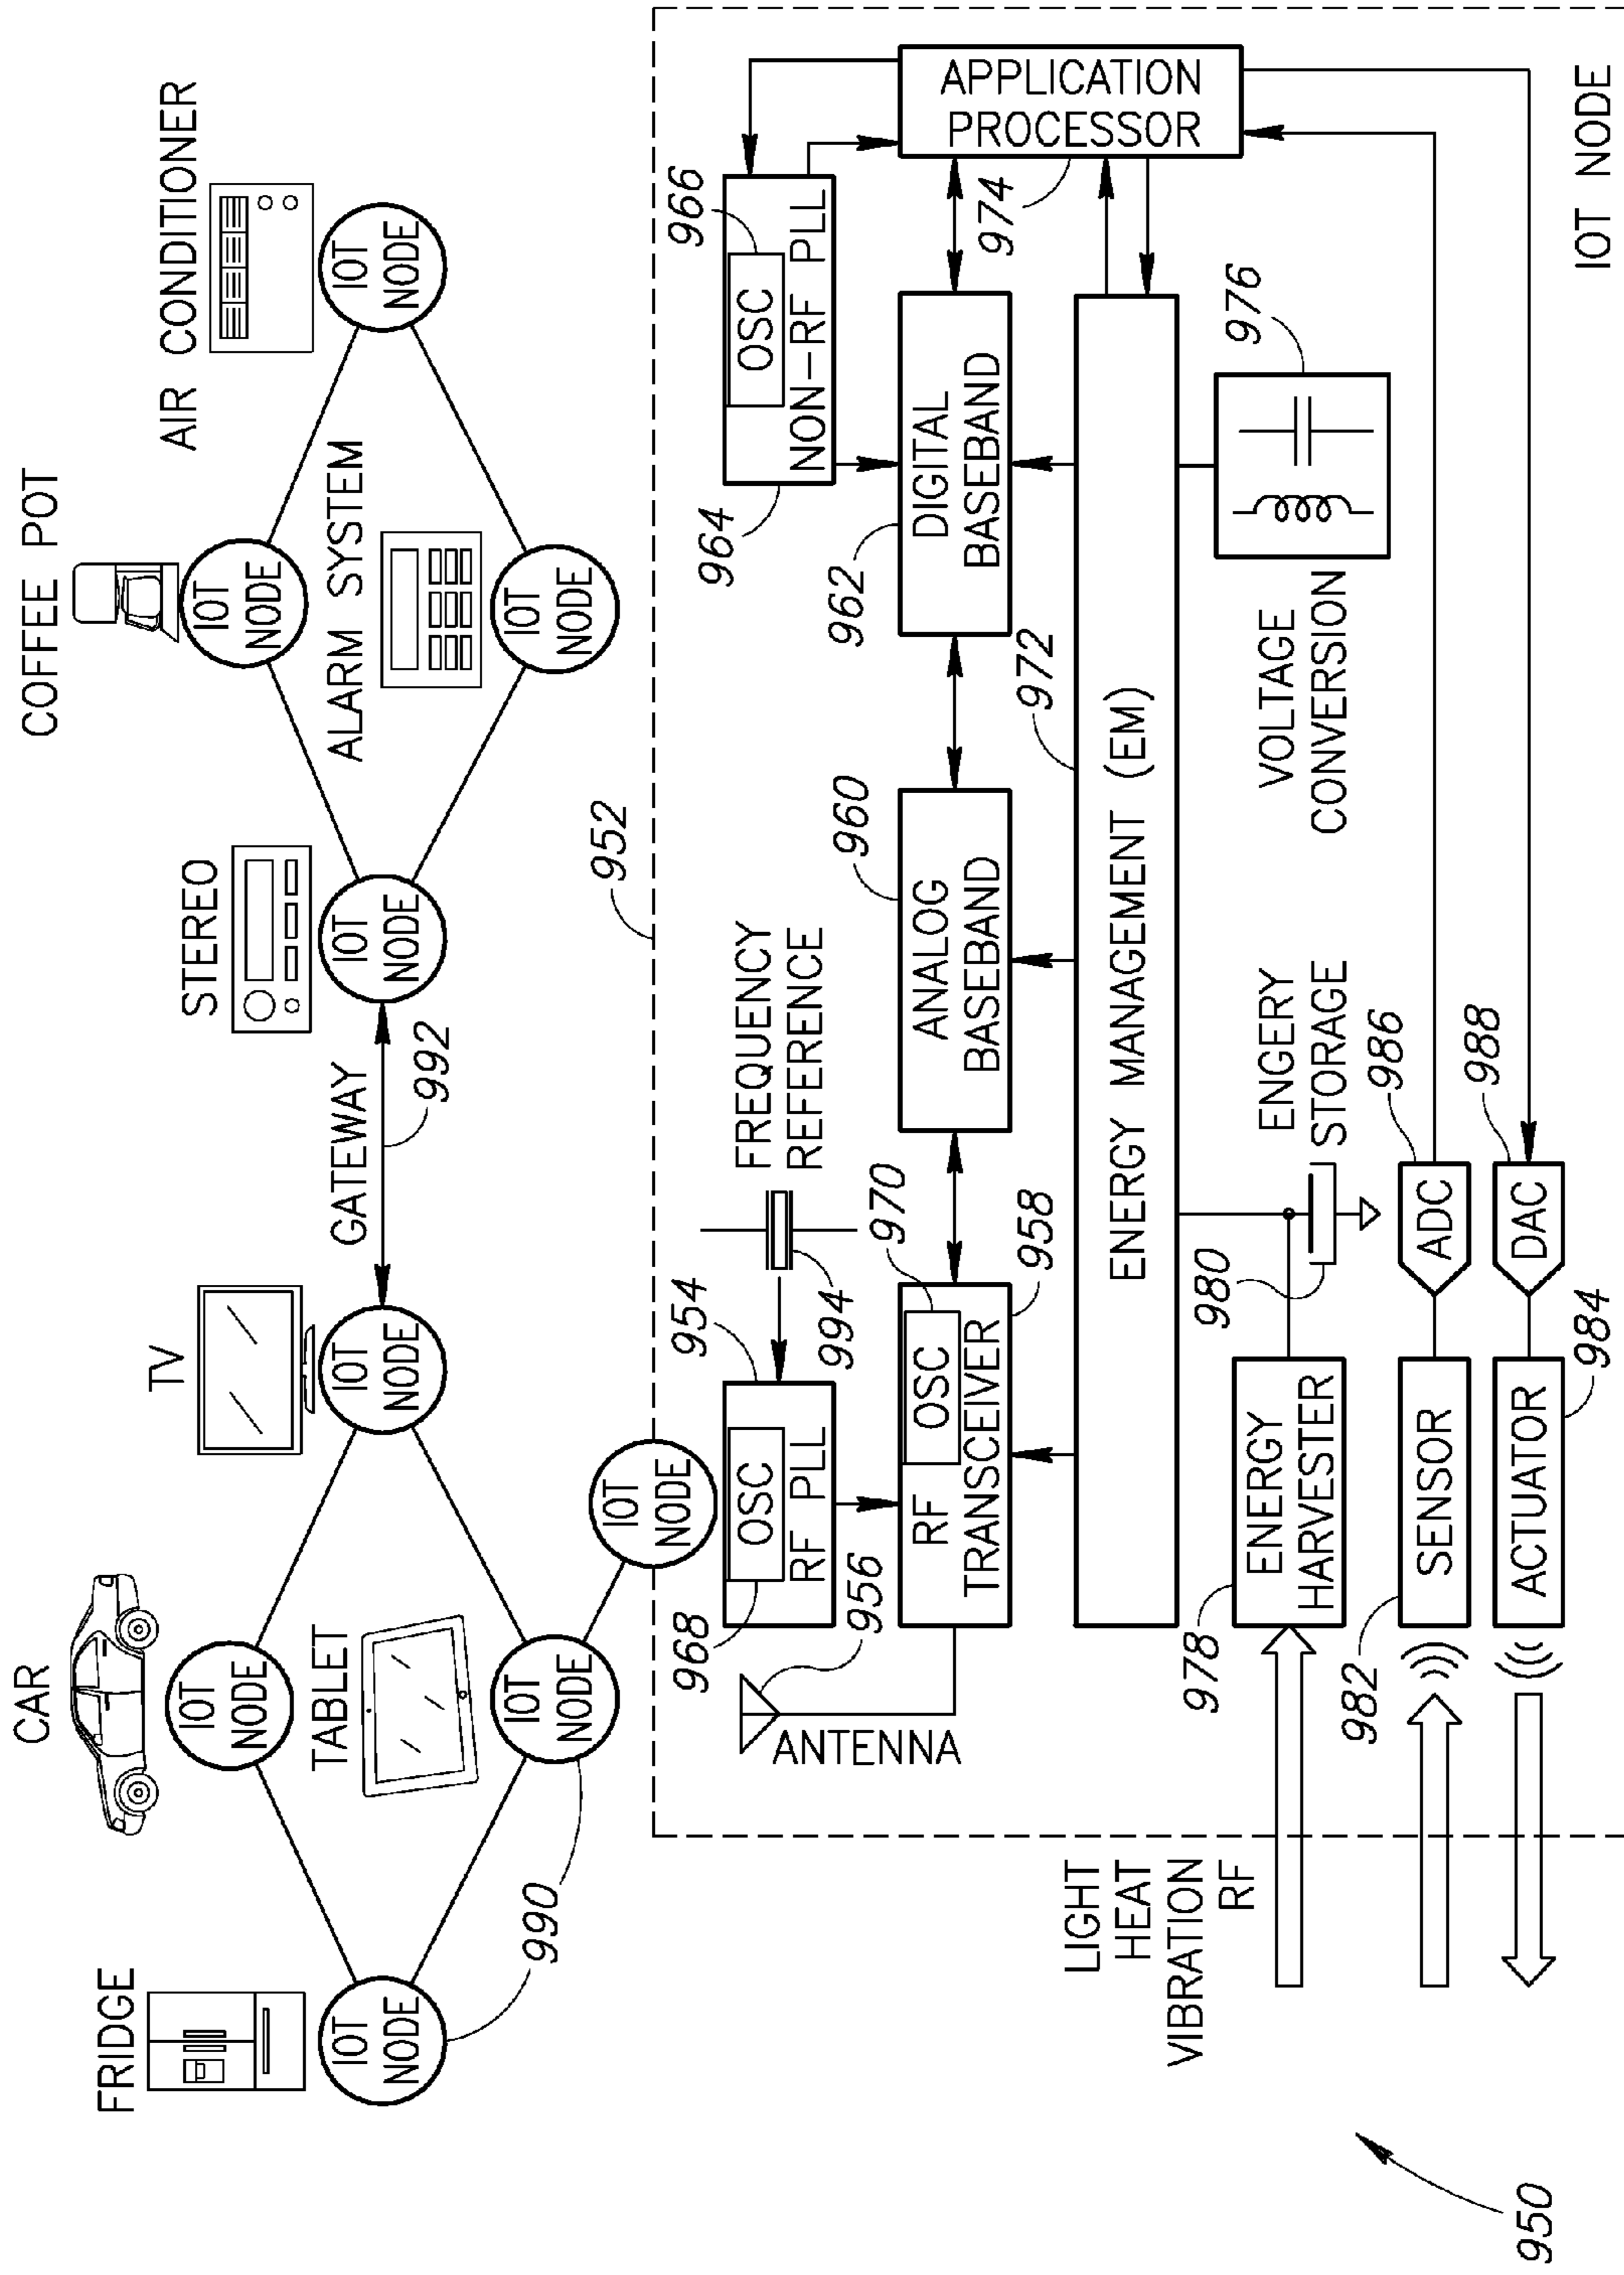 COFFEE POT
CAR
AIR CONDITIONER
STEREO
TV
FRIDGE
ALARM SYSTEM
TABLET
GATEWAY
992
990
IOT
NODE
IOT
NODE
IOT
NODE
IOT
NODE
IOT
NODE
IOT
NODE
IOT
NODE
IOT
NODE
IOT
NODE
952
968
OSC
RF PLL
954
994
FREQUENCY
REFERENCE
964
OSC
NON-RF PLL
966
ANTENNA
956
RF
OSC
TRANSCEIVER
970
958
ANALOG
BASEBAND
960
DIGITAL
BASEBAND
962
APPLICATION
PROCESSOR
974
ENERGY MANAGEMENT (EM)
972
LIGHT
HEAT
VIBRATION
RF
978
ENERGY
HARVESTER
980
ENGERY
STORAGE
VOLTAGE
CONVERSION
976
982
SENSOR
ADC
986
ACTUATOR
984
DAC
988
IOT NODE
950